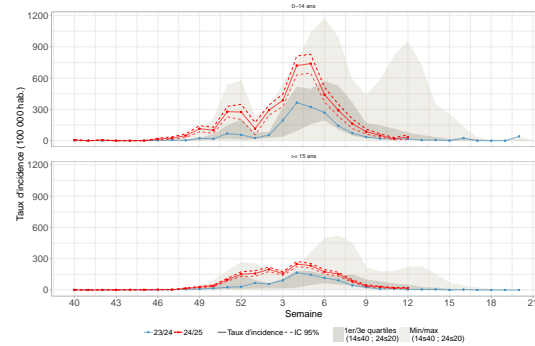 0−14 ans
1200
900
600
300
0
>= 15 ans
1200
900
600
300
0
Taux d'incidence (100 000 hab.)
40 43 46 49 52 3 6 9 12 15 18 21
Semaine
23/24 24/25 Taux d'incidence IC 95% 1er/3e quartiles (14s40 ; 24s20) Min/max (14s40 ; 24s20)